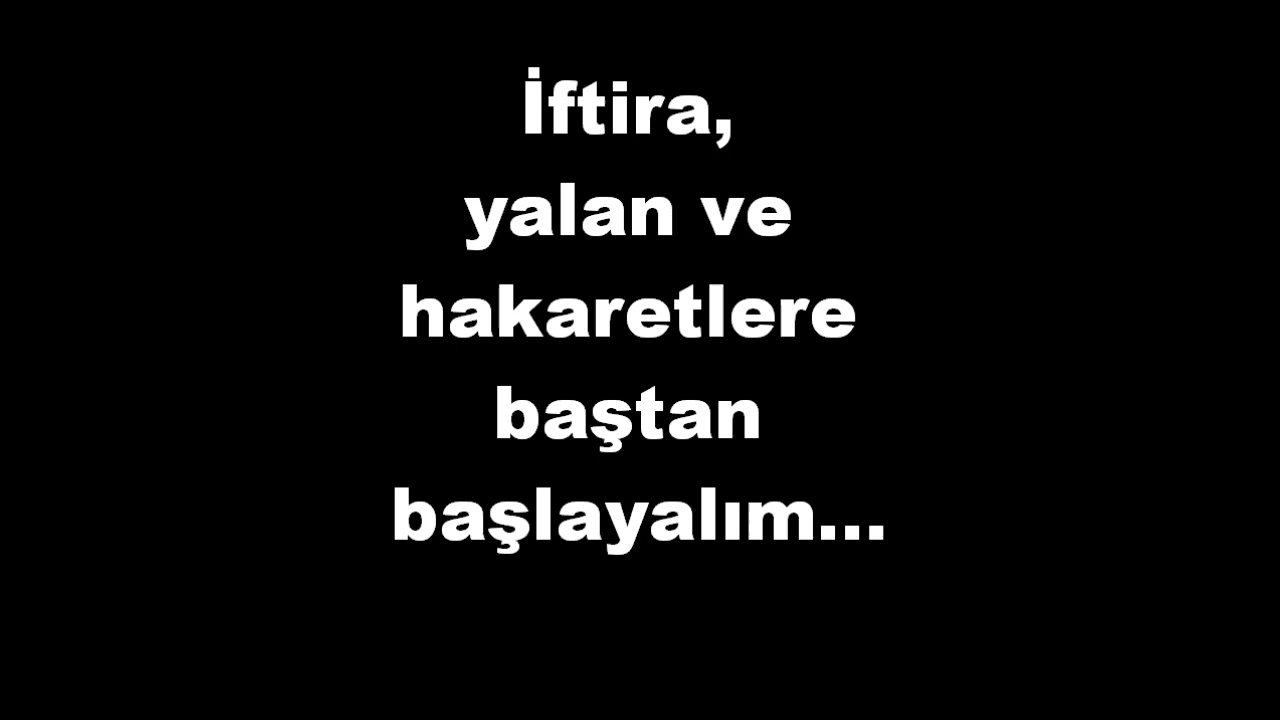 İftira,
yalan ve
hakaretlere
baştan
başlayalım...